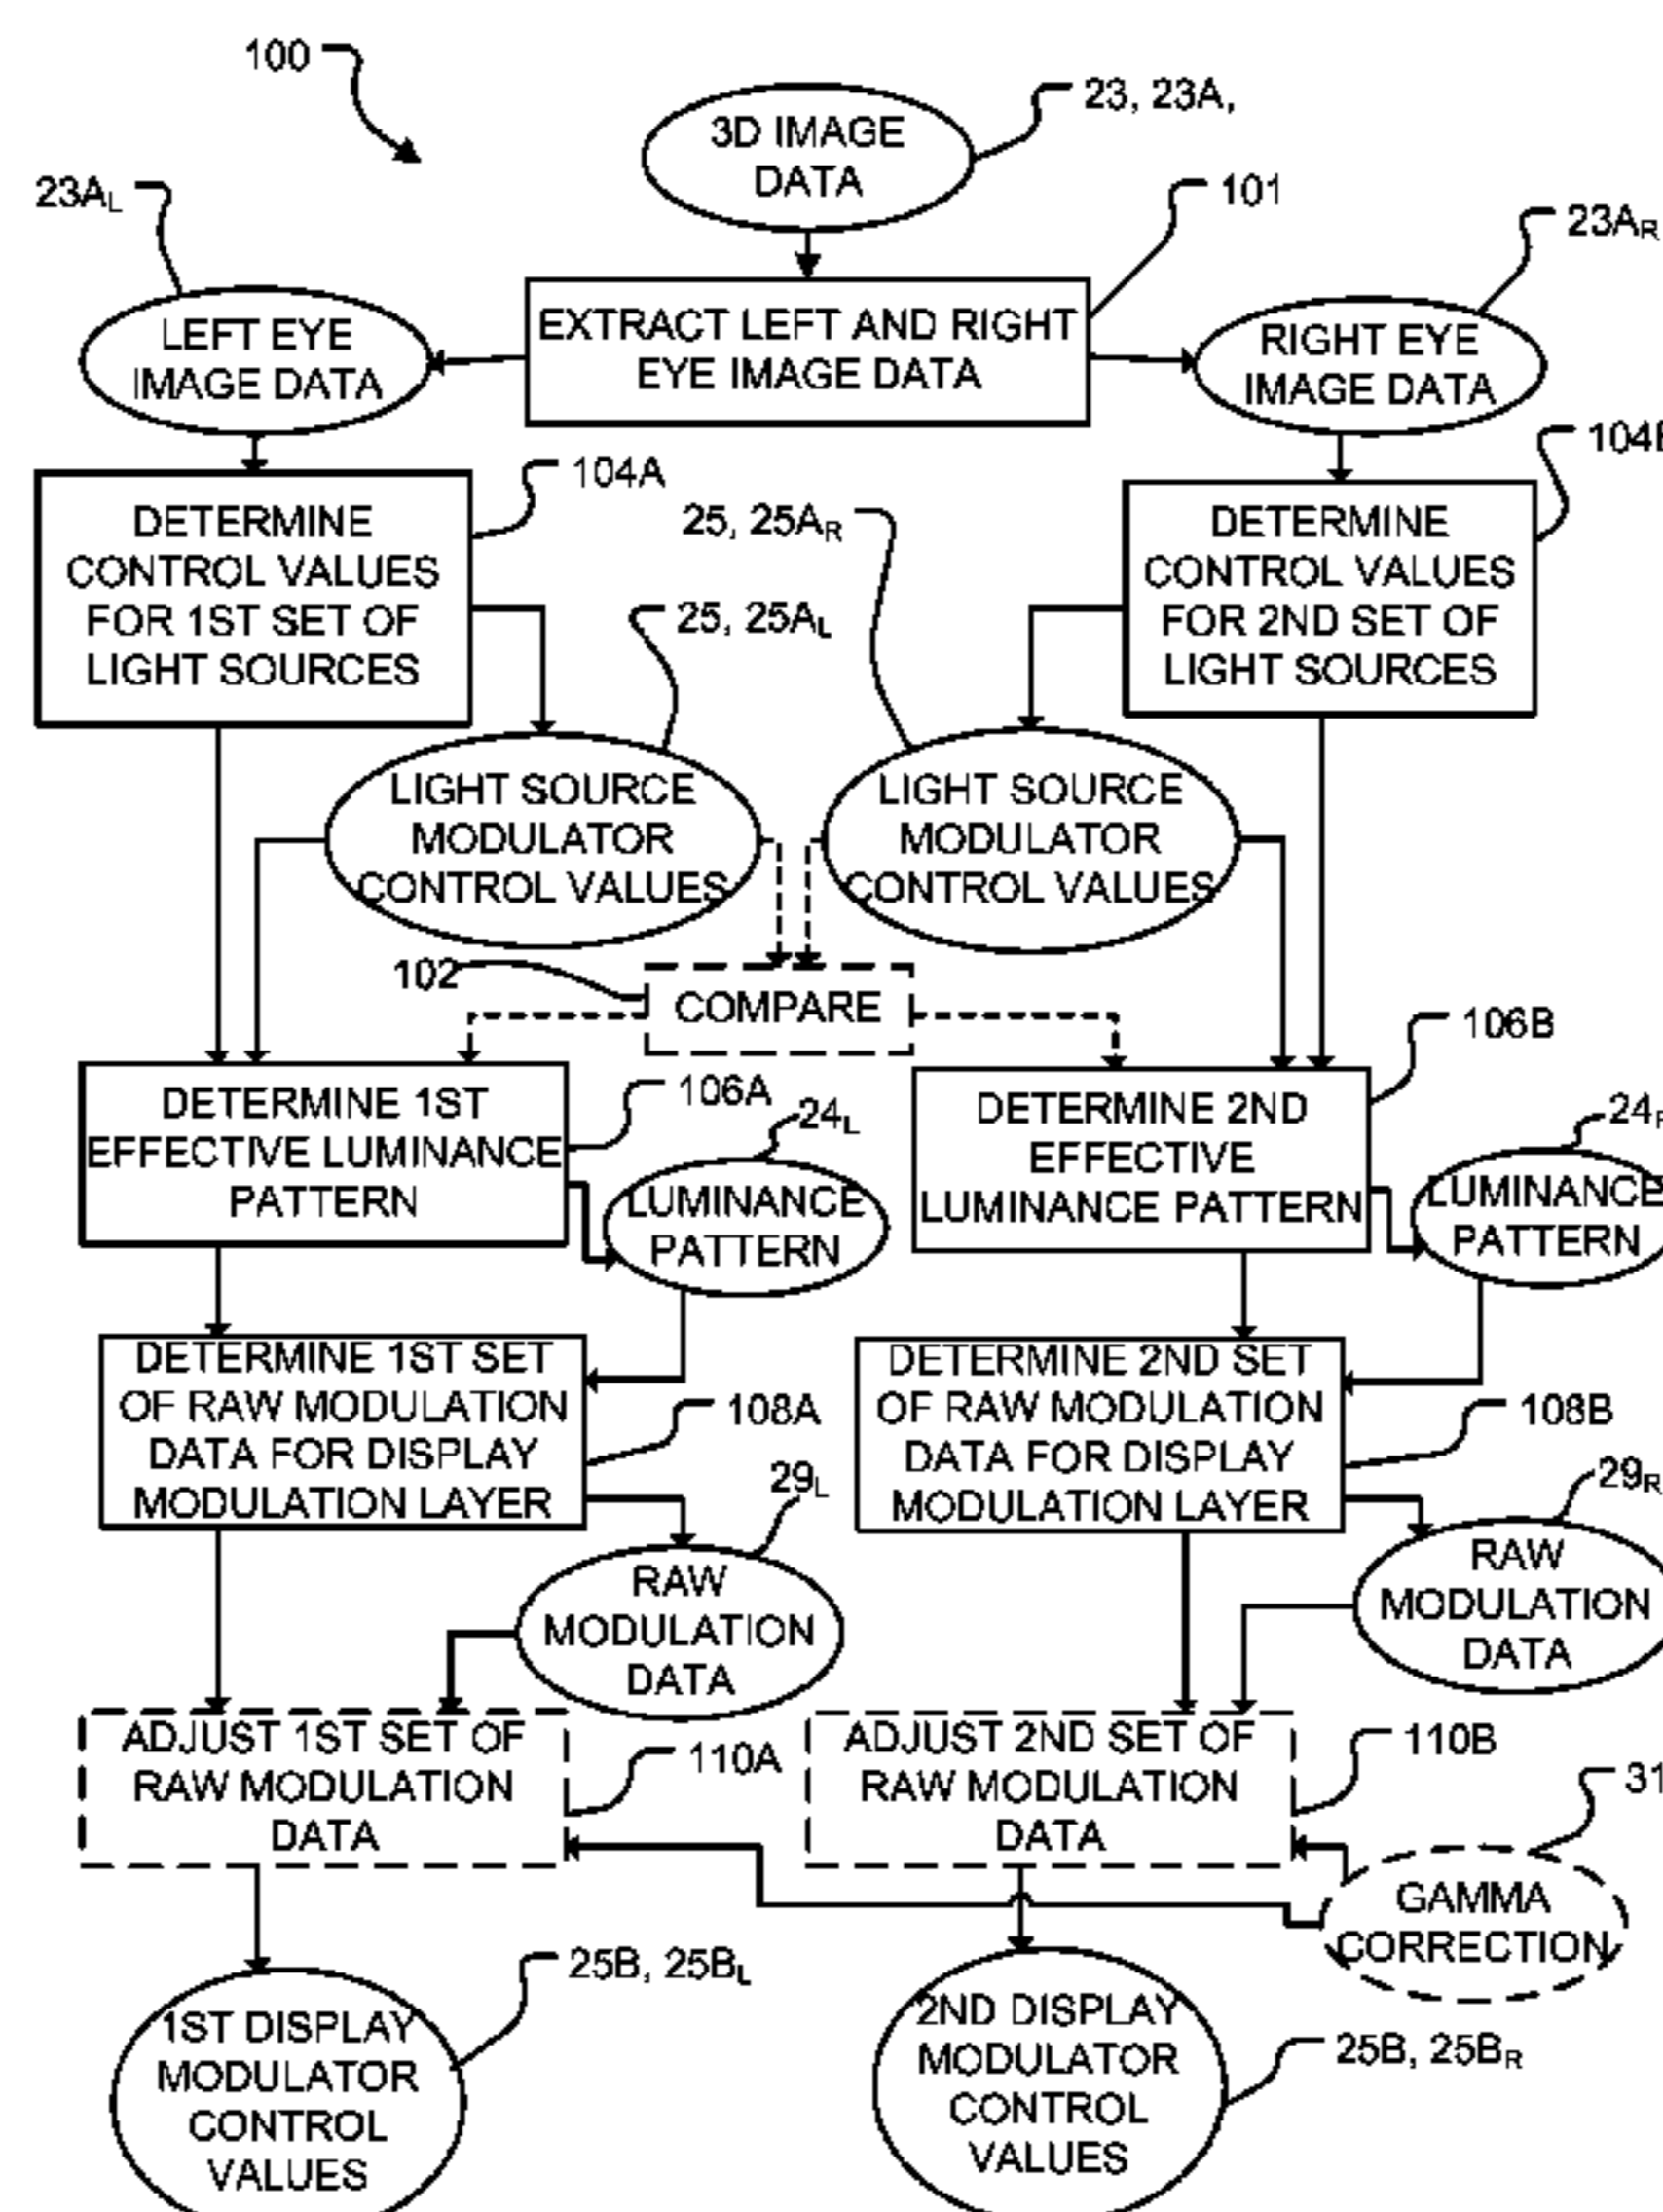 100
3D IMAGE
DATA
23, 23A,
101
23AL
23AR
LEFT EYE
IMAGE DATA
EXTRACT LEFT AND RIGHT
EYE IMAGE DATA
RIGHT EYE
IMAGE DATA
104A
DETERMINE
CONTROL VALUES
FOR 1ST SET OF
LIGHT SOURCES
25, 25AR
25, 25AL
DETERMINE
CONTROL VALUES
FOR 2ND SET OF
LIGHT SOURCES
LIGHT SOURCE
MODULATOR
CONTROL VALUES
LIGHT SOURCE
MODULATOR
CONTROL VALUES
102
COMPARE
106B
DETERMINE 1ST
EFFECTIVE LUMINANCE
PATTERN
106A
24L
LUMINANCE
PATTERN
DETERMINE 2ND
EFFECTIVE
LUMINANCE PATTERN
LUMINANCE
PATTERN
DETERMINE 1ST SET
OF RAW MODULATION
DATA FOR DISPLAY
MODULATION LAYER
108A
29L
DETERMINE 2ND SET
OF RAW MODULATION
DATA FOR DISPLAY
MODULATION LAYER
108B
29R
RAW
MODULATION
DATA
RAW
MODULATION
DATA
ADJUST 1ST SET OF
RAW MODULATION
DATA
110A
ADJUST 2ND SET OF
RAW MODULATION
DATA
110B
31
GAMMA
CORRECTION
25B, 25BL
1ST DISPLAY
MODULATOR
CONTROL
VALUES
2ND DISPLAY
MODULATOR
CONTROL
VALUES
25B, 25BR